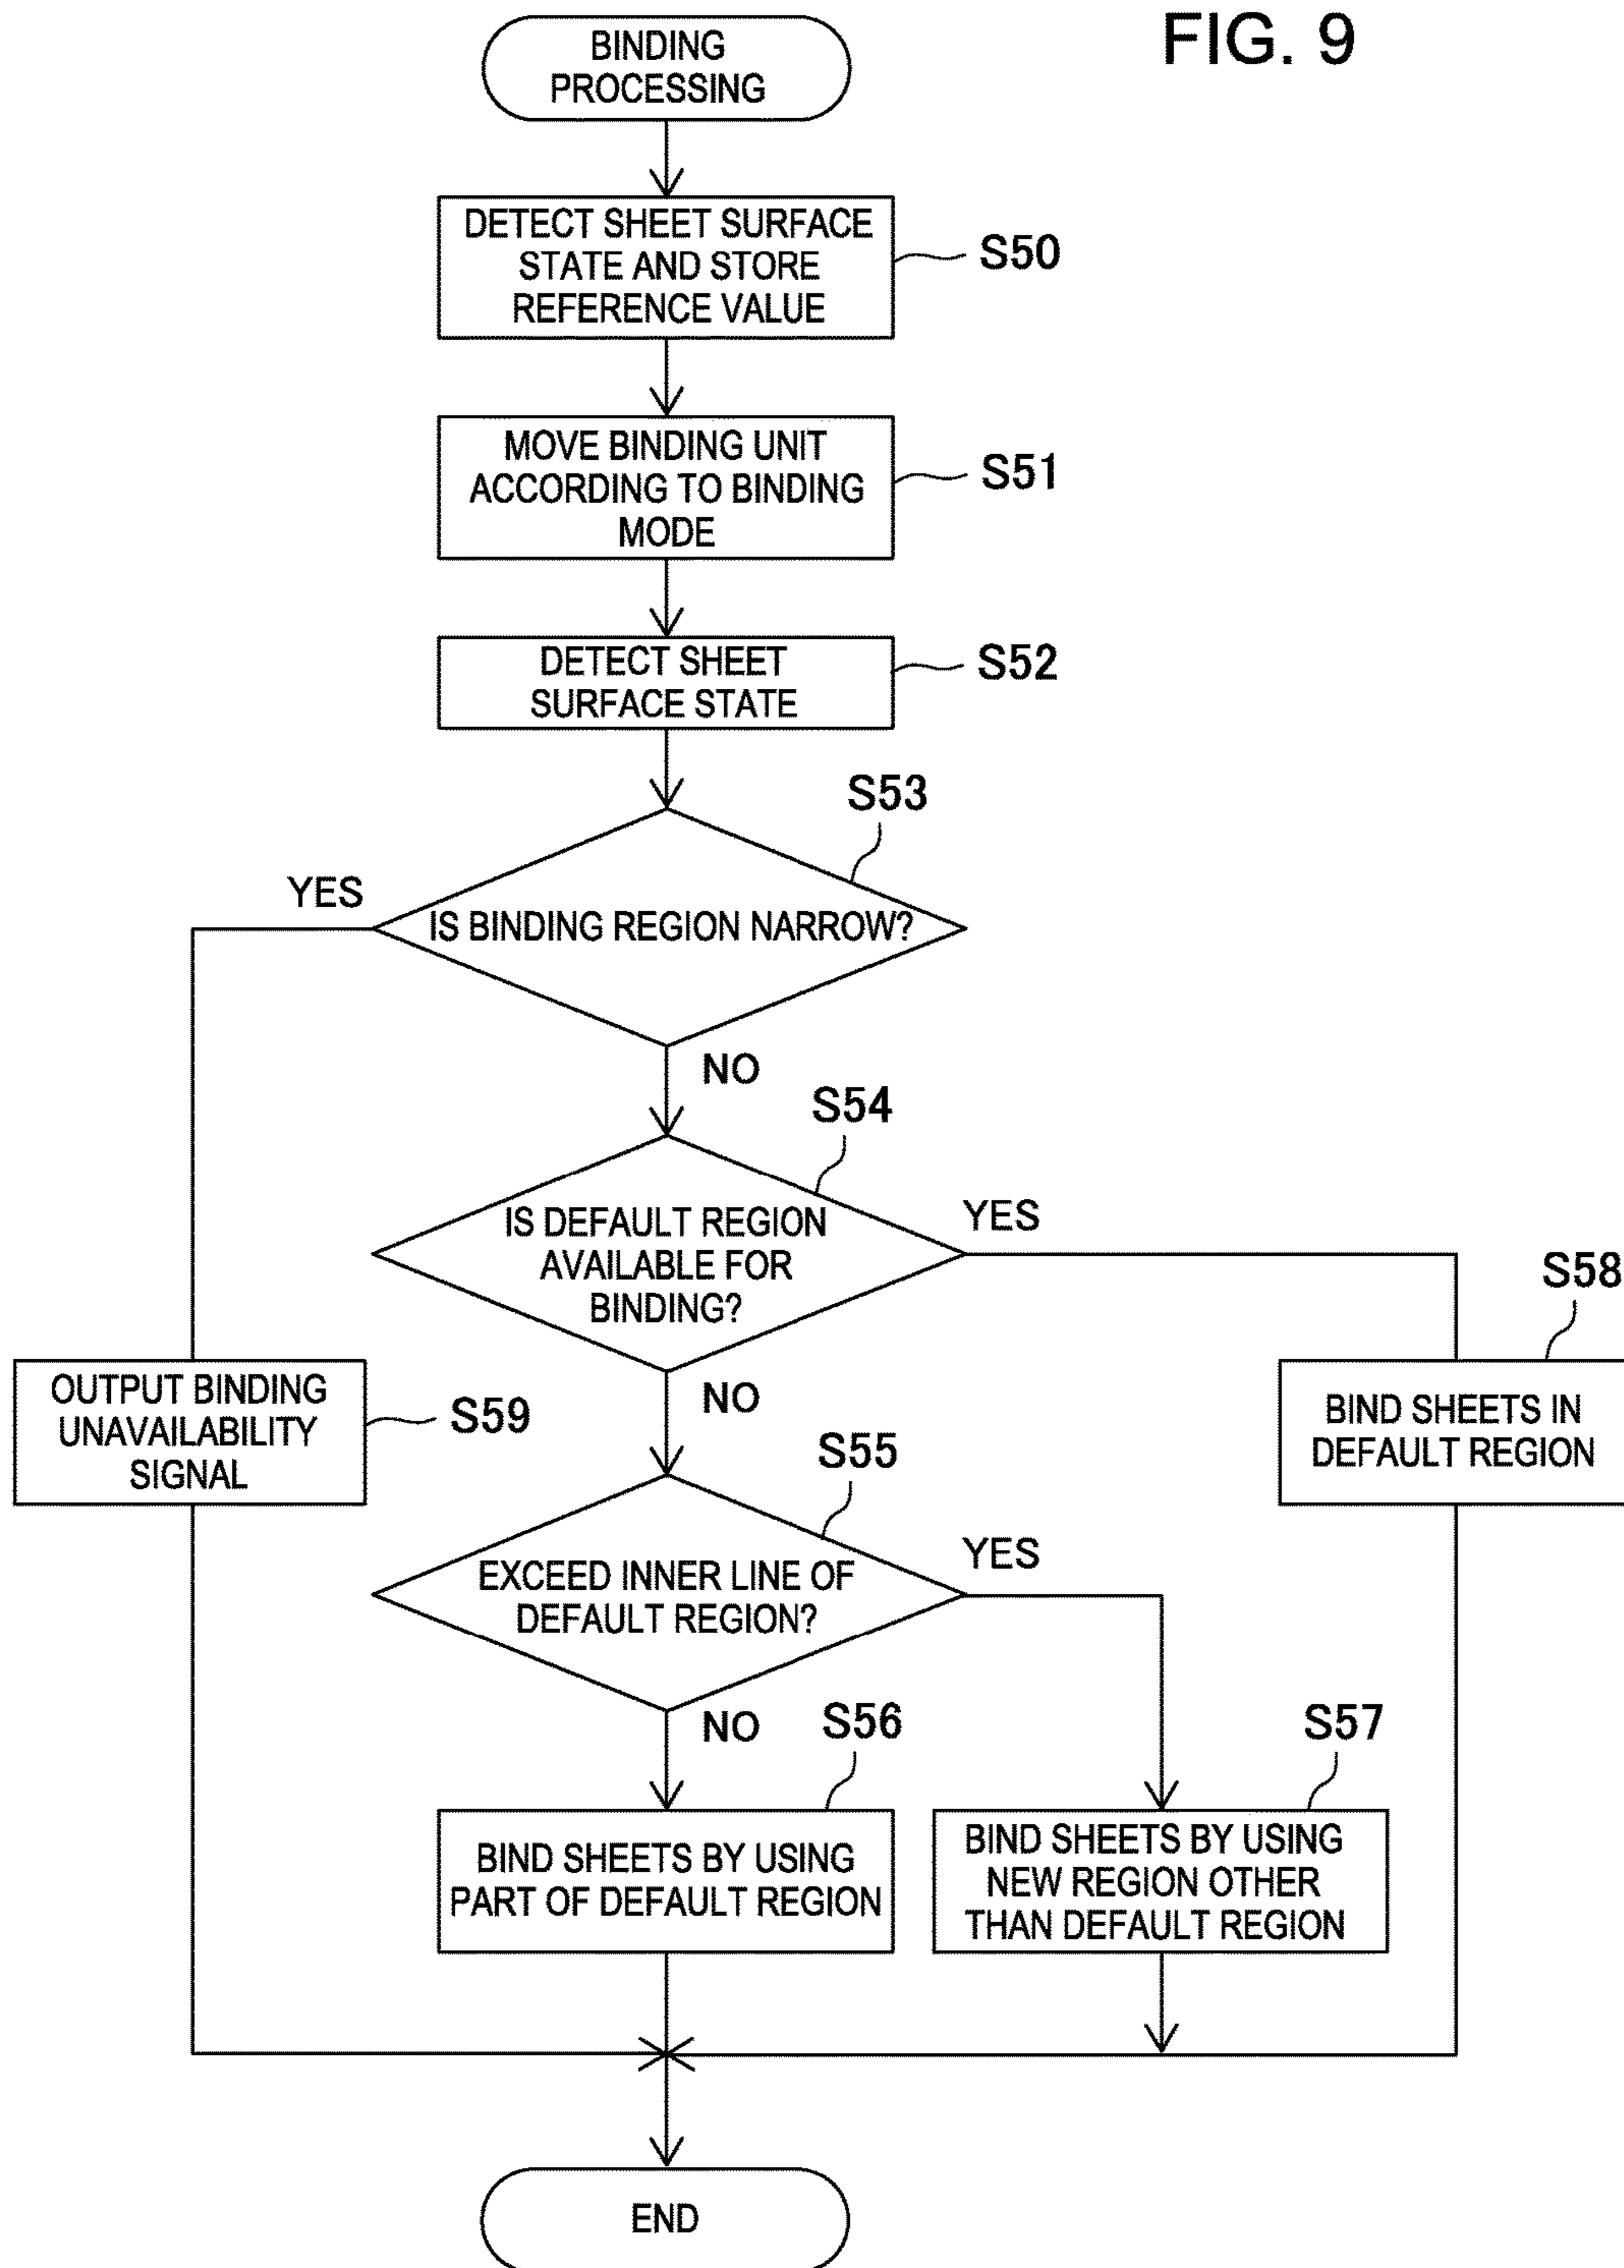 FIG. 9
BINDING
PROCESSING
DETECT SHEET SURFACE
STATE AND STORE
REFERENCE VALUE
S50
MOVE BINDING UNIT
ACCORDING TO BINDING
MODE
S51
DETECT SHEET
SURFACE STATE
S52
S53
YES
IS BINDING REGION NARROW?
NO
S54
IS DEFAULT REGION
AVAILABLE FOR
BINDING?
YES
S58
OUTPUT BINDING
UNAVAILABILITY
SIGNAL
S59
NO
BIND SHEETS IN
DEFAULT REGION
S55
EXCEED INNER LINE OF
DEFAULT REGION?
YES
NO
S56
S57
BIND SHEETS BY USING
PART OF DEFAULT REGION
BIND SHEETS BY USING
NEW REGION OTHER
THAN DEFAULT REGION
END